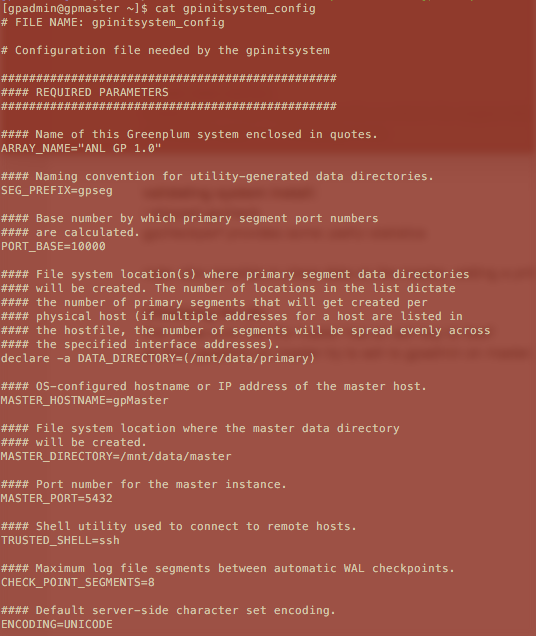 [gpadmin@gpmaster ~]$ cat gpinitsystem_config
# FILE NAME: gpinitsystem_config
# Configuration file needed by the gpinitsystem
################################################
#### REQUIRED PARAMETERS
################################################
#### Name of this Greenplum system enclosed in quotes.
ARRAY_NAME="ANL GP 1.0"
#### Naming convention for utility-generated data directories.
SEG_PREFIX=gpseg
#### Base number by which primary segment port numbers
#### are calculated.
PORT_BASE=10000
#### File system location(s) where primary segment data directories
#### will be created. The number of locations in the list dictate
#### the number of primary segments that will get created per
#### physical host (if multiple addresses for a host are listed in
#### the hostfile, the number of segments will be spread evenly across
#### the specified interface addresses).
declare -a DATA_DIRECTORY=(/mnt/data/primary)
#### OS-configured hostname or IP address of the master host.
MASTER_HOSTNAME=gpMaster
#### File system location where the master data directory
#### will be created.
MASTER_DIRECTORY=/mnt/data/master
#### Port number for the master instance.
MASTER_PORT=5432
#### Shell utility used to connect to remote hosts.
TRUSTED_SHELL=ssh
#### Maximum log file segments between automatic WAL checkpoints.
CHECK_POINT_SEGMENTS=8
#### Default server-side character set encoding.
ENCODING=UNICODE